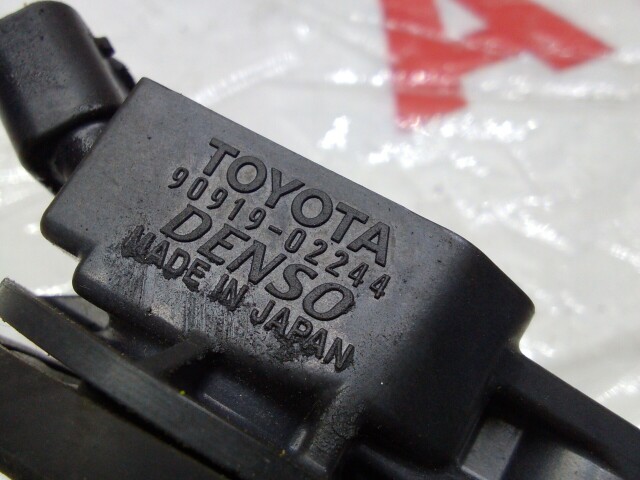 TOYOTA
90919-02244
DENSO
MADE IN JAPAN
A